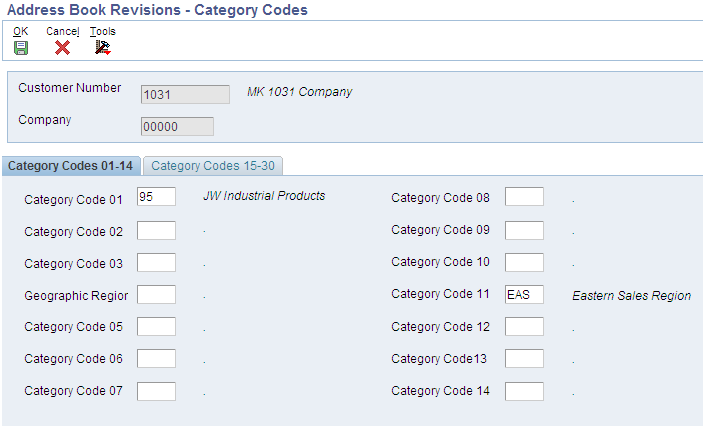 Address Book Revisions - Category Codes
OK Cancel Tools
Customer Number 1031 MK 1031 Company
Company 00000
Category Codes 01-14 Category Codes 15-30
Category Code 01 95 JW Industrial Products Category Code 08 .
Category Code 02 . Category Code 09 .
Category Code 03 . Category Code 10 .
Geographic Regior . Category Code 11 EAS Eastern Sales Region
Category Code 05 . Category Code 12 .
Category Code 06 . Category Code13 .
Category Code 07 . Category Code 14 .